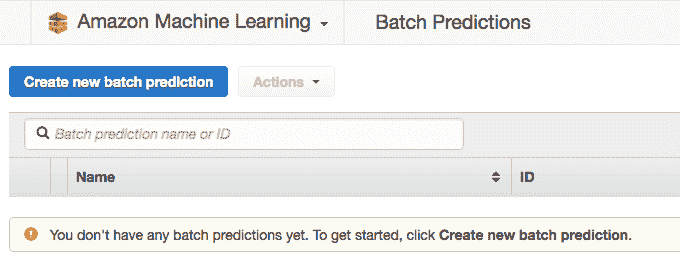 Amazon Machine Learning Batch Predictions
Create new batch prediction Actions
Batch prediction name or ID
Name ID
You don't have any batch predictions yet. To get started, click Create new batch prediction.